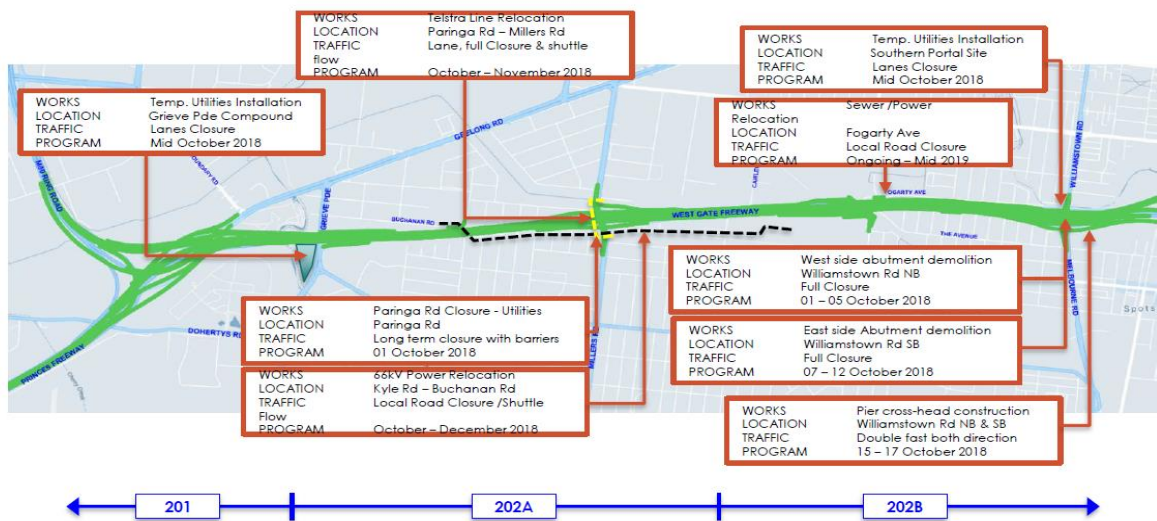 WORKS Telstra Line Relocation
LOCATION Paringa Rd – Millers Rd
TRAFFIC Lane, full Closure & shuttle
flow
PROGRAM October – November 2018
WORKS Temp. Utilities Installation
LOCATION Southern Portal Site
TRAFFIC Lanes Closure
PROGRAM Mid October 2018
WORKS Temp. Utilities Installation
LOCATION Grieve Pde Compound
TRAFFIC Lanes Closure
PROGRAM Mid October 2018
WORKS Sewer /Power
Relocation
LOCATION Fogarty Ave
TRAFFIC Local Road Closure
PROGRAM Ongoing – Mid 2019
GEELONG RD
WILLIAMSTOWN RD
M80 RING ROAD
GRIEVE PDE
BUCHANAN RD
WEST GATE FREEWAY
FOGARTY AVE
THE AVENUE
MELBOURNE RD
Spots
DOHERTYS R
PRINCES FREEWAY
MILLERS R
WORKS West side abutment demolition
LOCATION Williamstown Rd NB
TRAFFIC Full Closure
PROGRAM 01 – 05 October 2018
WORKS Paringa Rd Closure - Utilities
LOCATION Paringa Rd
TRAFFIC Long term closure with barriers
PROGRAM 01 October 2018
WORKS East side Abutment demolition
LOCATION Williamstown Rd SB
TRAFFIC Full Closure
PROGRAM 07 – 12 October 2018
WORKS 66kV Power Relocation
LOCATION Kyle Rd – Buchanan Rd
TRAFFIC Local Road Closure /Shuttle
Flow
PROGRAM October – December 2018
WORKS Pier cross-head construction
LOCATION Williamstown Rd NB & SB
TRAFFIC Double fast both direction
PROGRAM 15 – 17 October 2018
201
202A
202B